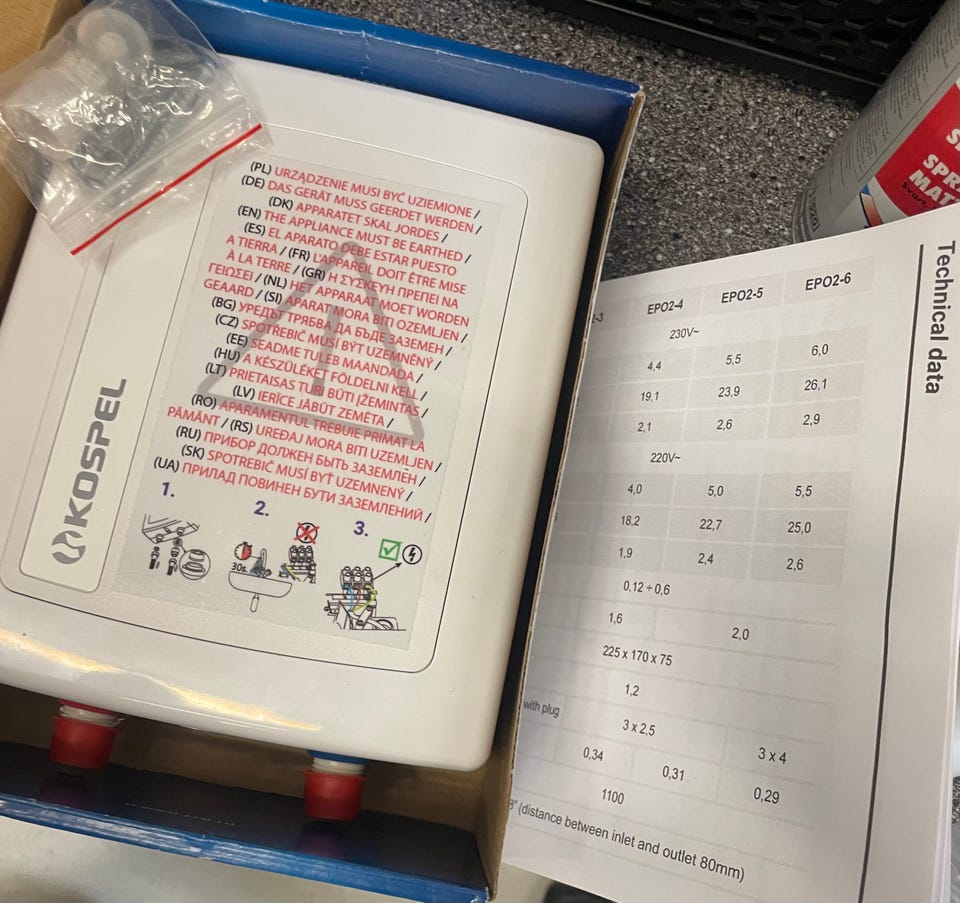 (PL) URZĄDZENIE MUSI BYĆ UZIEMIONE /
(DE) DAS GERÄT MUSS GEERDET WERDEN /
(DK) APPARATET SKAL JORDES /
(EN) THE APPLIANCE MUST BE EARTHED /
(ES) EL APARATO DEBE ESTAR PUESTO
A TIERRA / (FR) L'APPAREIL DOIT ÊTRE MISE
À LA TERRE / (GR) Η ΣΥΣΚΕΥΗ ΠΡΕΠΕΙ ΝΑ
ΓΕΙΩΣΕΙ / (NL) HET APPARAAT MOET WORDEN
GEAARD / (SI) APARAT MORA BITI OZEMLJEN /
(BG) УРЕДЪТ ТРЯБВА ДА БЪДЕ ЗАЗЕМЕН /
(CZ) SPOTŘEBIČ MUSÍ BÝT UZEMNĚNÝ /
(EE) SEADME TULEB MAANDADA /
(HU) A KÉSZÜLÉKET FÖLDELNI KELL /
(LT) PRIETAISAS TURI BŪTI ĮŽEMINTAS /
(LV) IERĪCE JĀBŪT ZEMĒTA /
(RO) APARAMENTUL TREBUIE PRIMAT LA
PĂMÂNT / (RS) UREĐAJ MORA BITI UZEMLJEN /
(RU) ПРИБОР ДОЛЖЕН БЫТЬ ЗАЗЕМЛЁН /
(SK) SPOTREBIČ MUSÍ BYŤ UZEMNENÝ /
(UA) ПРИЛАД ПОВИНЕН БУТИ ЗАЗЕМЛЕНИЙ /
1. 2. 3.
30s.
KOSPEL
Technical data
EPO2-4 EPO2-5 EPO2-6
230V~
4,4 5,5 6,0
19,1 23,9 26,1
2,1 2,6 2,9
220V~
4,0 5,0 5,5
18,2 22,7 25,0
1,9 2,4 2,6
0,12 ÷ 0,6
1,6 2,0
225 x 170 x 75
1,2
with plug
3 x 2,5 3 x 4
0,34 0,31 0,29
1100
(distance between inlet and outlet 80mm)
Svart